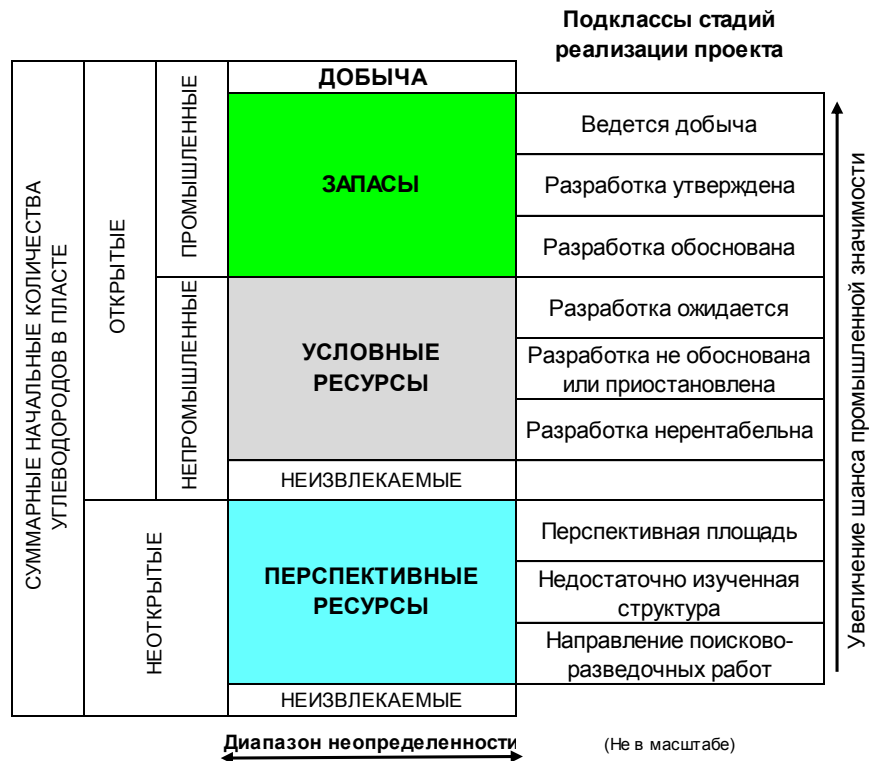 Подклассы стадий
реализации проекта
СУММАРНЫЕ НАЧАЛЬНЫЕ КОЛИЧЕСТВА
УГЛЕВОДОРОДОВ В ПЛАСТЕ
ОТКРЫТЫЕ
ПРОМЫШЛЕННЫЕ
ДОБЫЧА
ЗАПАСЫ
Ведется добыча
Разработка утверждена
Разработка обоснована
НЕПРОМЫШЛЕННЫЕ
УСЛОВНЫЕ
РЕСУРСЫ
Разработка ожидается
Разработка не обоснована
или приостановлена
Разработка нерентабельна
НЕИЗВЛЕКАЕМЫЕ
НЕОТКРЫТЫЕ
ПЕРСПЕКТИВНЫЕ
РЕСУРСЫ
Перспективная площадь
Недостаточно изученная
структура
Направление поисково-
разведочных работ
НЕИЗВЛЕКАЕМЫЕ
Увеличение шанса промышленной значимости
Диапазон неопределенности
(Не в масштабе)